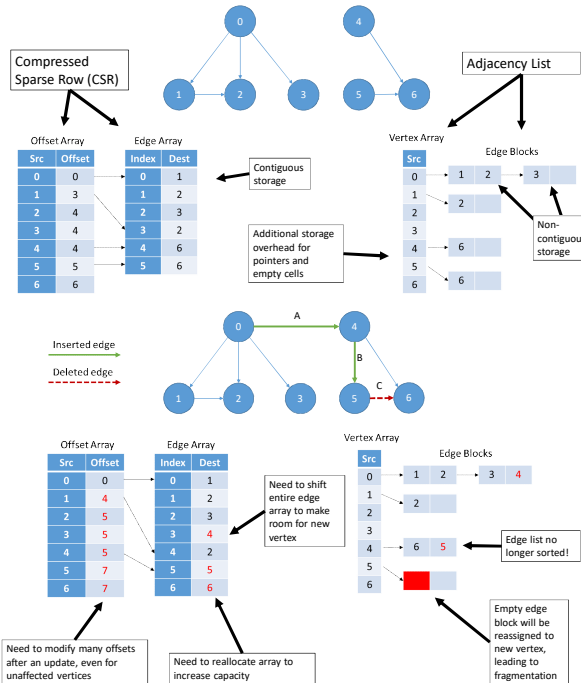 0
4
1
2
3
5
6
Compressed
Sparse Row (CSR)
Adjacency List
Offset Array
Edge Array
Src Offset
0 0
1 3
2 4
3 4
4 4
5 5
6 6
Index Dest
0 1
1 2
2 3
3 2
4 6
5 6
Contiguous
storage
Additional storage
overhead for
pointers and
empty cells
Vertex Array
Edge Blocks
Src
0 1 2 3
1 2
2
3
4 6
5
6 6
Non-
contiguous
storage
Inserted edge
Deleted edge
A
B
C
0
4
1
2
3
5
6
Offset Array
Edge Array
Src Offset
0 0
1 4
2 5
3 5
4 5
5 7
6 7
Index Dest
0 1
1 2
2 3
3 4
4 2
5 5
6 6
Need to shift
entire edge
array to make
room for new
vertex
Need to modify many offsets
after an update, even for
unaffected vertices
Need to reallocate array to
increase capacity
Vertex Array
Edge Blocks
Src
0 1 2 3 4
1 2
2
3
4 6 5
5
6
Edge list no
longer sorted!
Empty edge
block will be
reassigned to
new vertex,
leading to
fragmentation